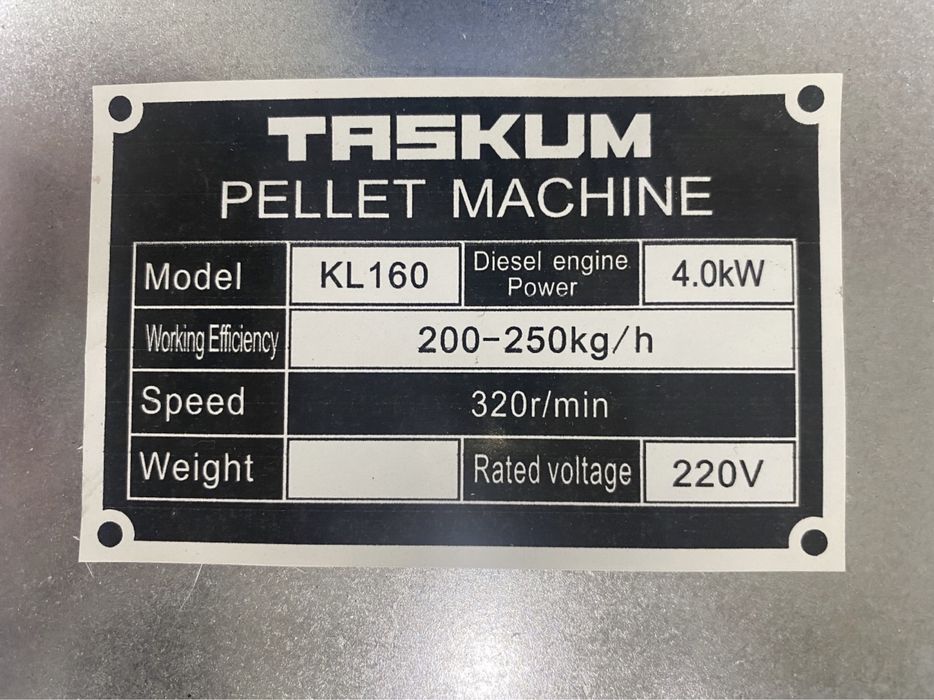 TASKUM
PELLET MACHINE
Model KL160 Diesel engine Power 4.0kW
Working Efficiency 200-250kg/h
Speed 320r/min
Weight Rated voltage 220V